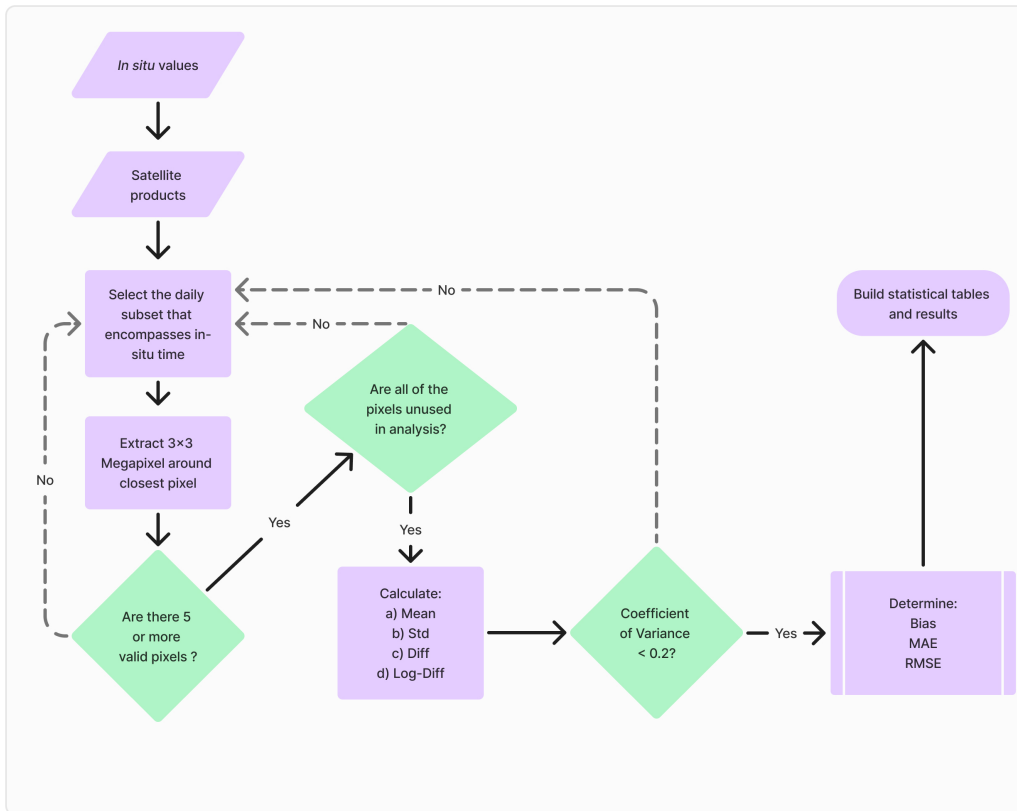 In situ values
Satellite
products
Select the daily
subset that
encompasses in-
situ time
Extract 3×3
Megapixel around
closest pixel
No
Are there 5
or more
valid pixels ?
Yes
Are all of the
pixels unused
in analysis?
No
Yes
Calculate:
a) Mean
b) Std
c) Diff
d) Log-Diff
Coefficient
of Variance
< 0.2?
No
Yes
Determine:
Bias
MAE
RMSE
Build statistical tables
and results